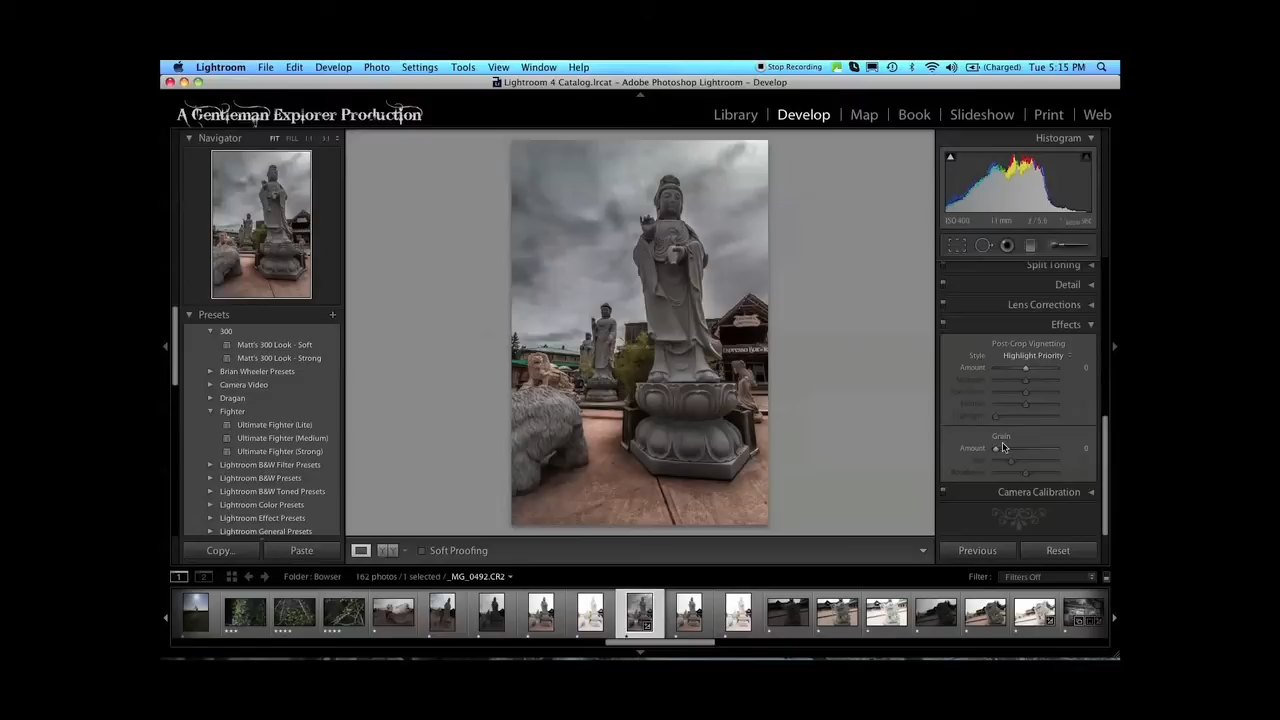 Lightroom File Edit Develop Photo Settings Tools View Window Help Stop Recording (Charged) Tue 5:15 PM
Lightroom 4 Catalog.lrcat - Adobe Photoshop Lightroom - Develop
A Gentleman Explorer Production
Library | Develop | Map | Book | Slideshow | Print | Web
Navigator FIT FILL 1:1 3:1
Histogram
ISO 400 11 mm f / 5.6
Presets +
300
Matt's 300 Look - Soft
Matt's 300 Look - Strong
Brian Wheeler Presets
Camera Video
Dragan
Fighter
Ultimate Fighter (Lite)
Ultimate Fighter (Medium)
Ultimate Fighter (Strong)
Lightroom B&W Filter Presets
Lightroom B&W Presets
Lightroom B&W Toned Presets
Lightroom Color Presets
Lightroom Effect Presets
Lightroom General Presets
Split Toning
Detail
Lens Corrections
Effects
Post-Crop Vignetting
Style Highlight Priority
Amount 0
Grain
Amount 0
Camera Calibration
Copy... Paste
Soft Proofing
Previous Reset
1 2 Folder : Bowser 162 photos / 1 selected / _MG_0492.CR2
Filter : Filters Off